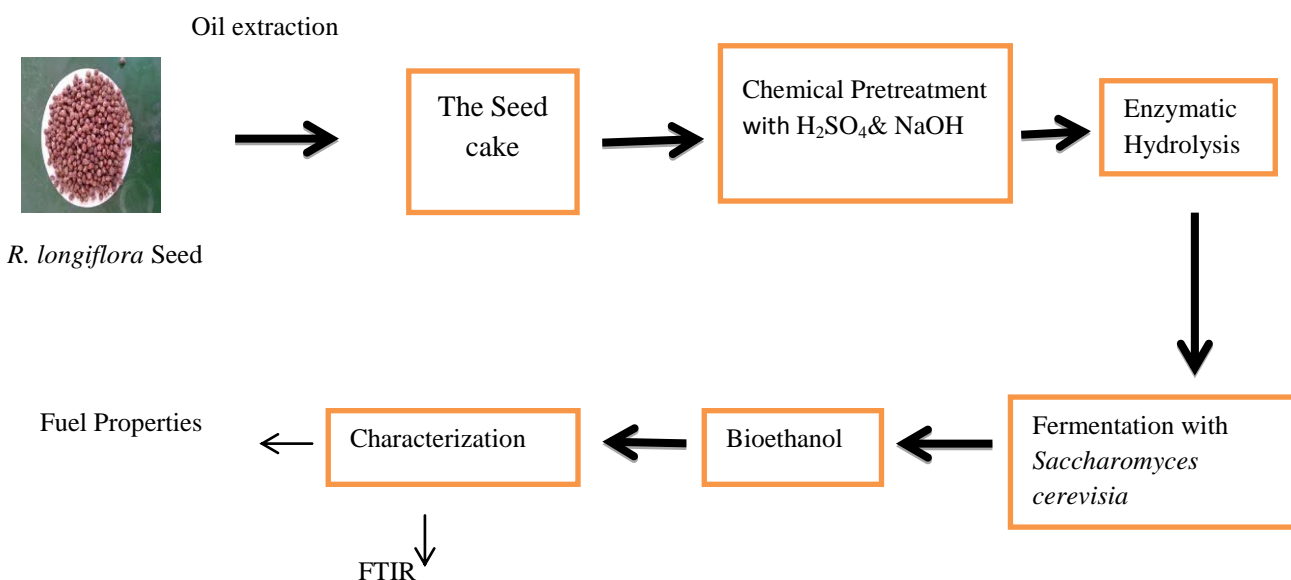 Oil extraction
R. longiflora Seed
The Seed
cake
Chemical Pretreatment
with H₂SO₄& NaOH
Enzymatic
Hydrolysis
Fermentation with
Saccharomyces
cerevisia
Bioethanol
Characterization
Fuel Properties
FTIR